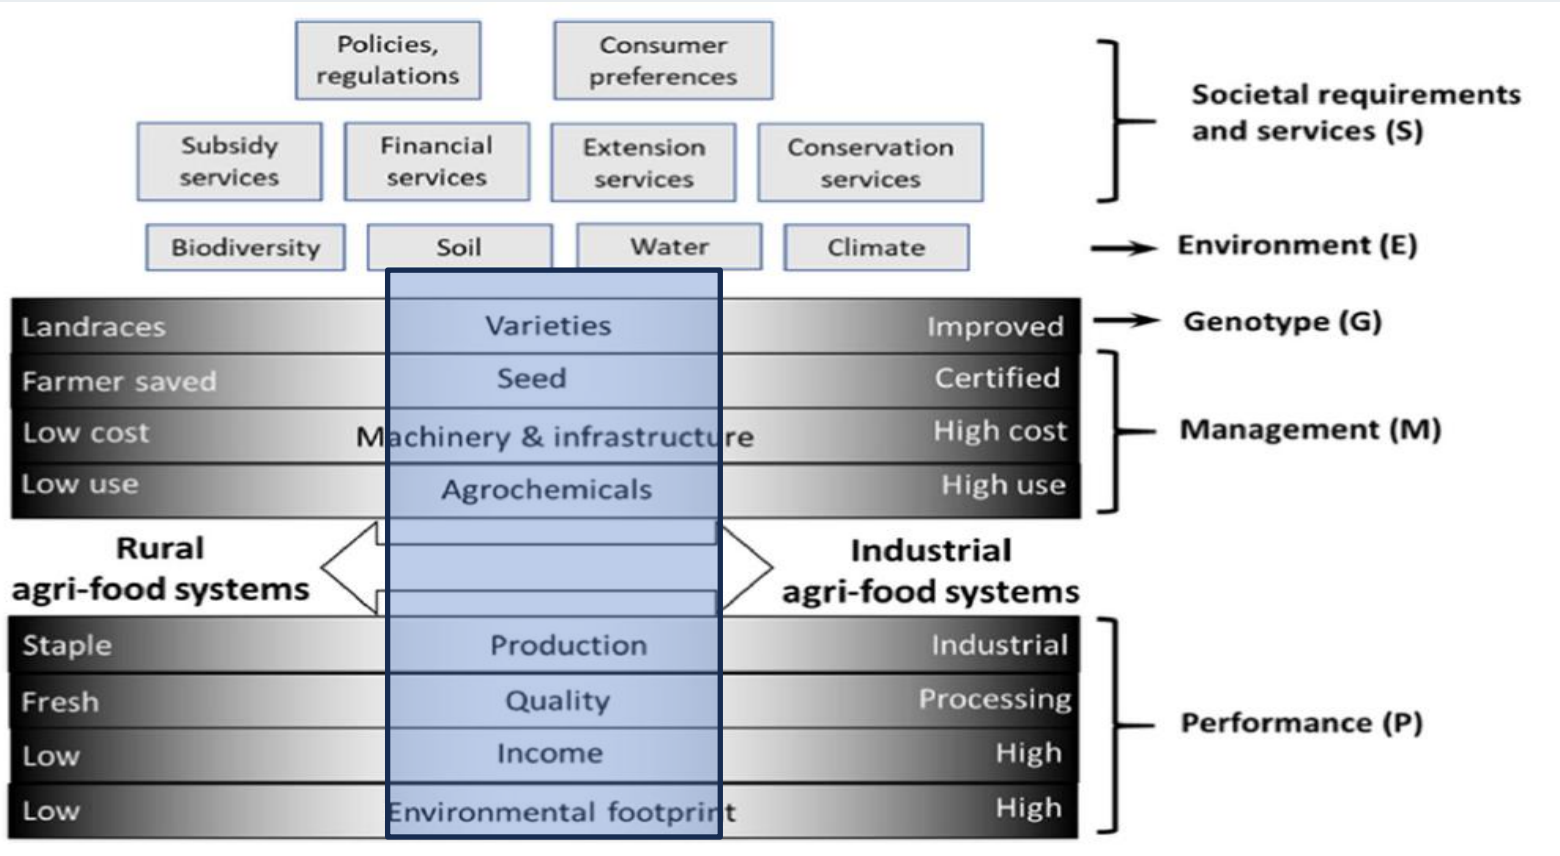 Policies,
regulations
Consumer
preferences
Societal requirements
and services (S)
Subsidy
services
Financial
services
Extension
services
Conservation
services
Biodiversity
Soil
Water
Climate
Environment (E)
Landraces
Varieties
Improved
Genotype (G)
Farmer saved
Seed
Certified
Low cost
Machinery & infrastructure
High cost
Management (M)
Low use
Agrochemicals
High use
Rural
agri-food systems
Industrial
agri-food systems
Staple
Production
Industrial
Fresh
Quality
Processing
Performance (P)
Low
Income
High
Low
Environmental footprint
High